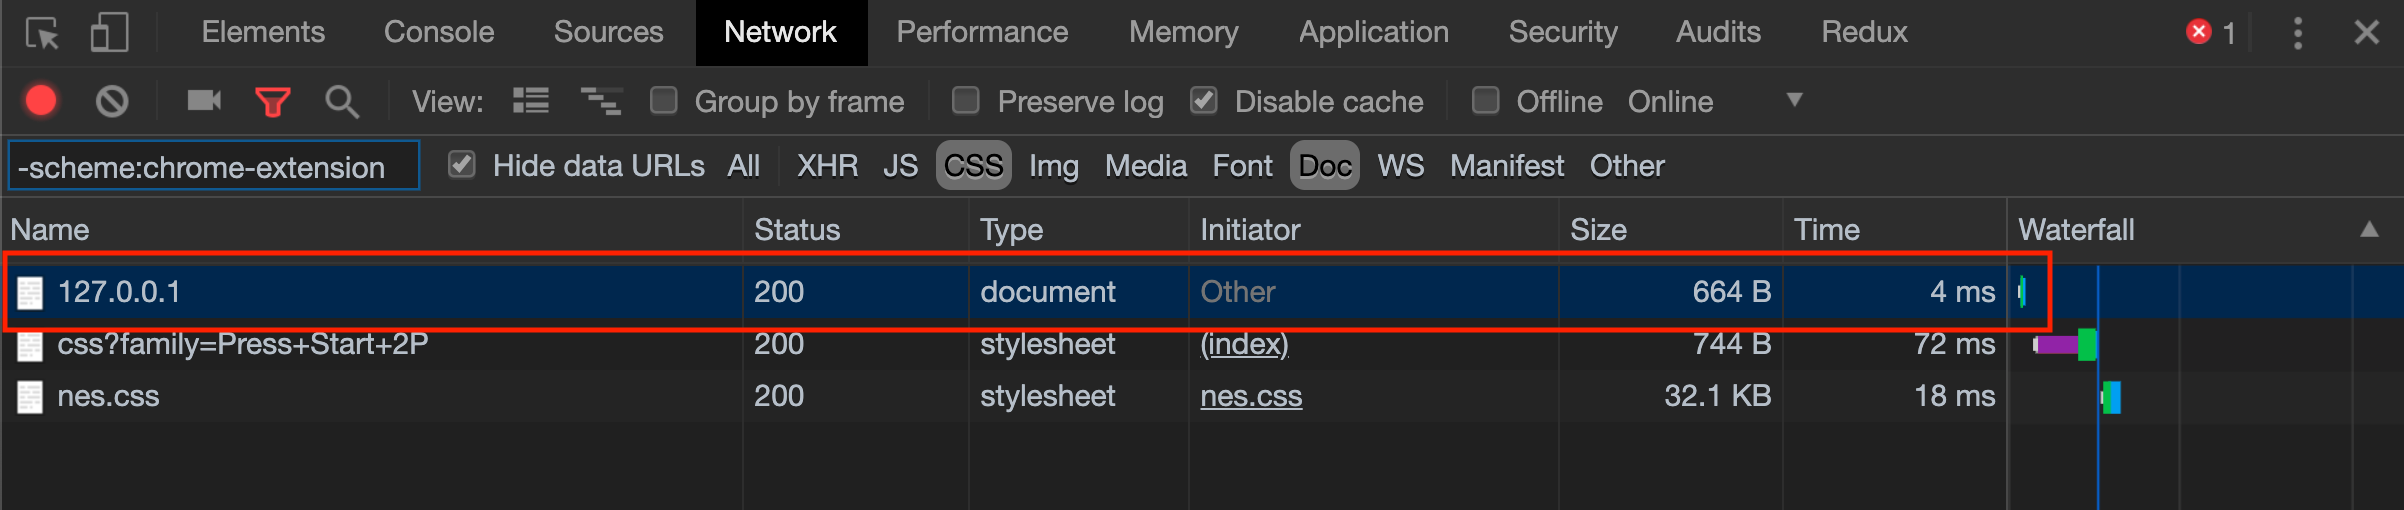 Elements Console Sources Network Performance Memory Application Security Audits Redux 1
View: Group by frame Preserve log Disable cache Offline Online
-scheme:chrome-extension Hide data URLs All XHR JS CSS Img Media Font Doc WS Manifest Other
Name Status Type Initiator Size Time Waterfall
127.0.0.1 200 document Other 664 B 4 ms
css?family=Press+Start+2P 200 stylesheet (index) 744 B 72 ms
nes.css 200 stylesheet nes.css 32.1 KB 18 ms